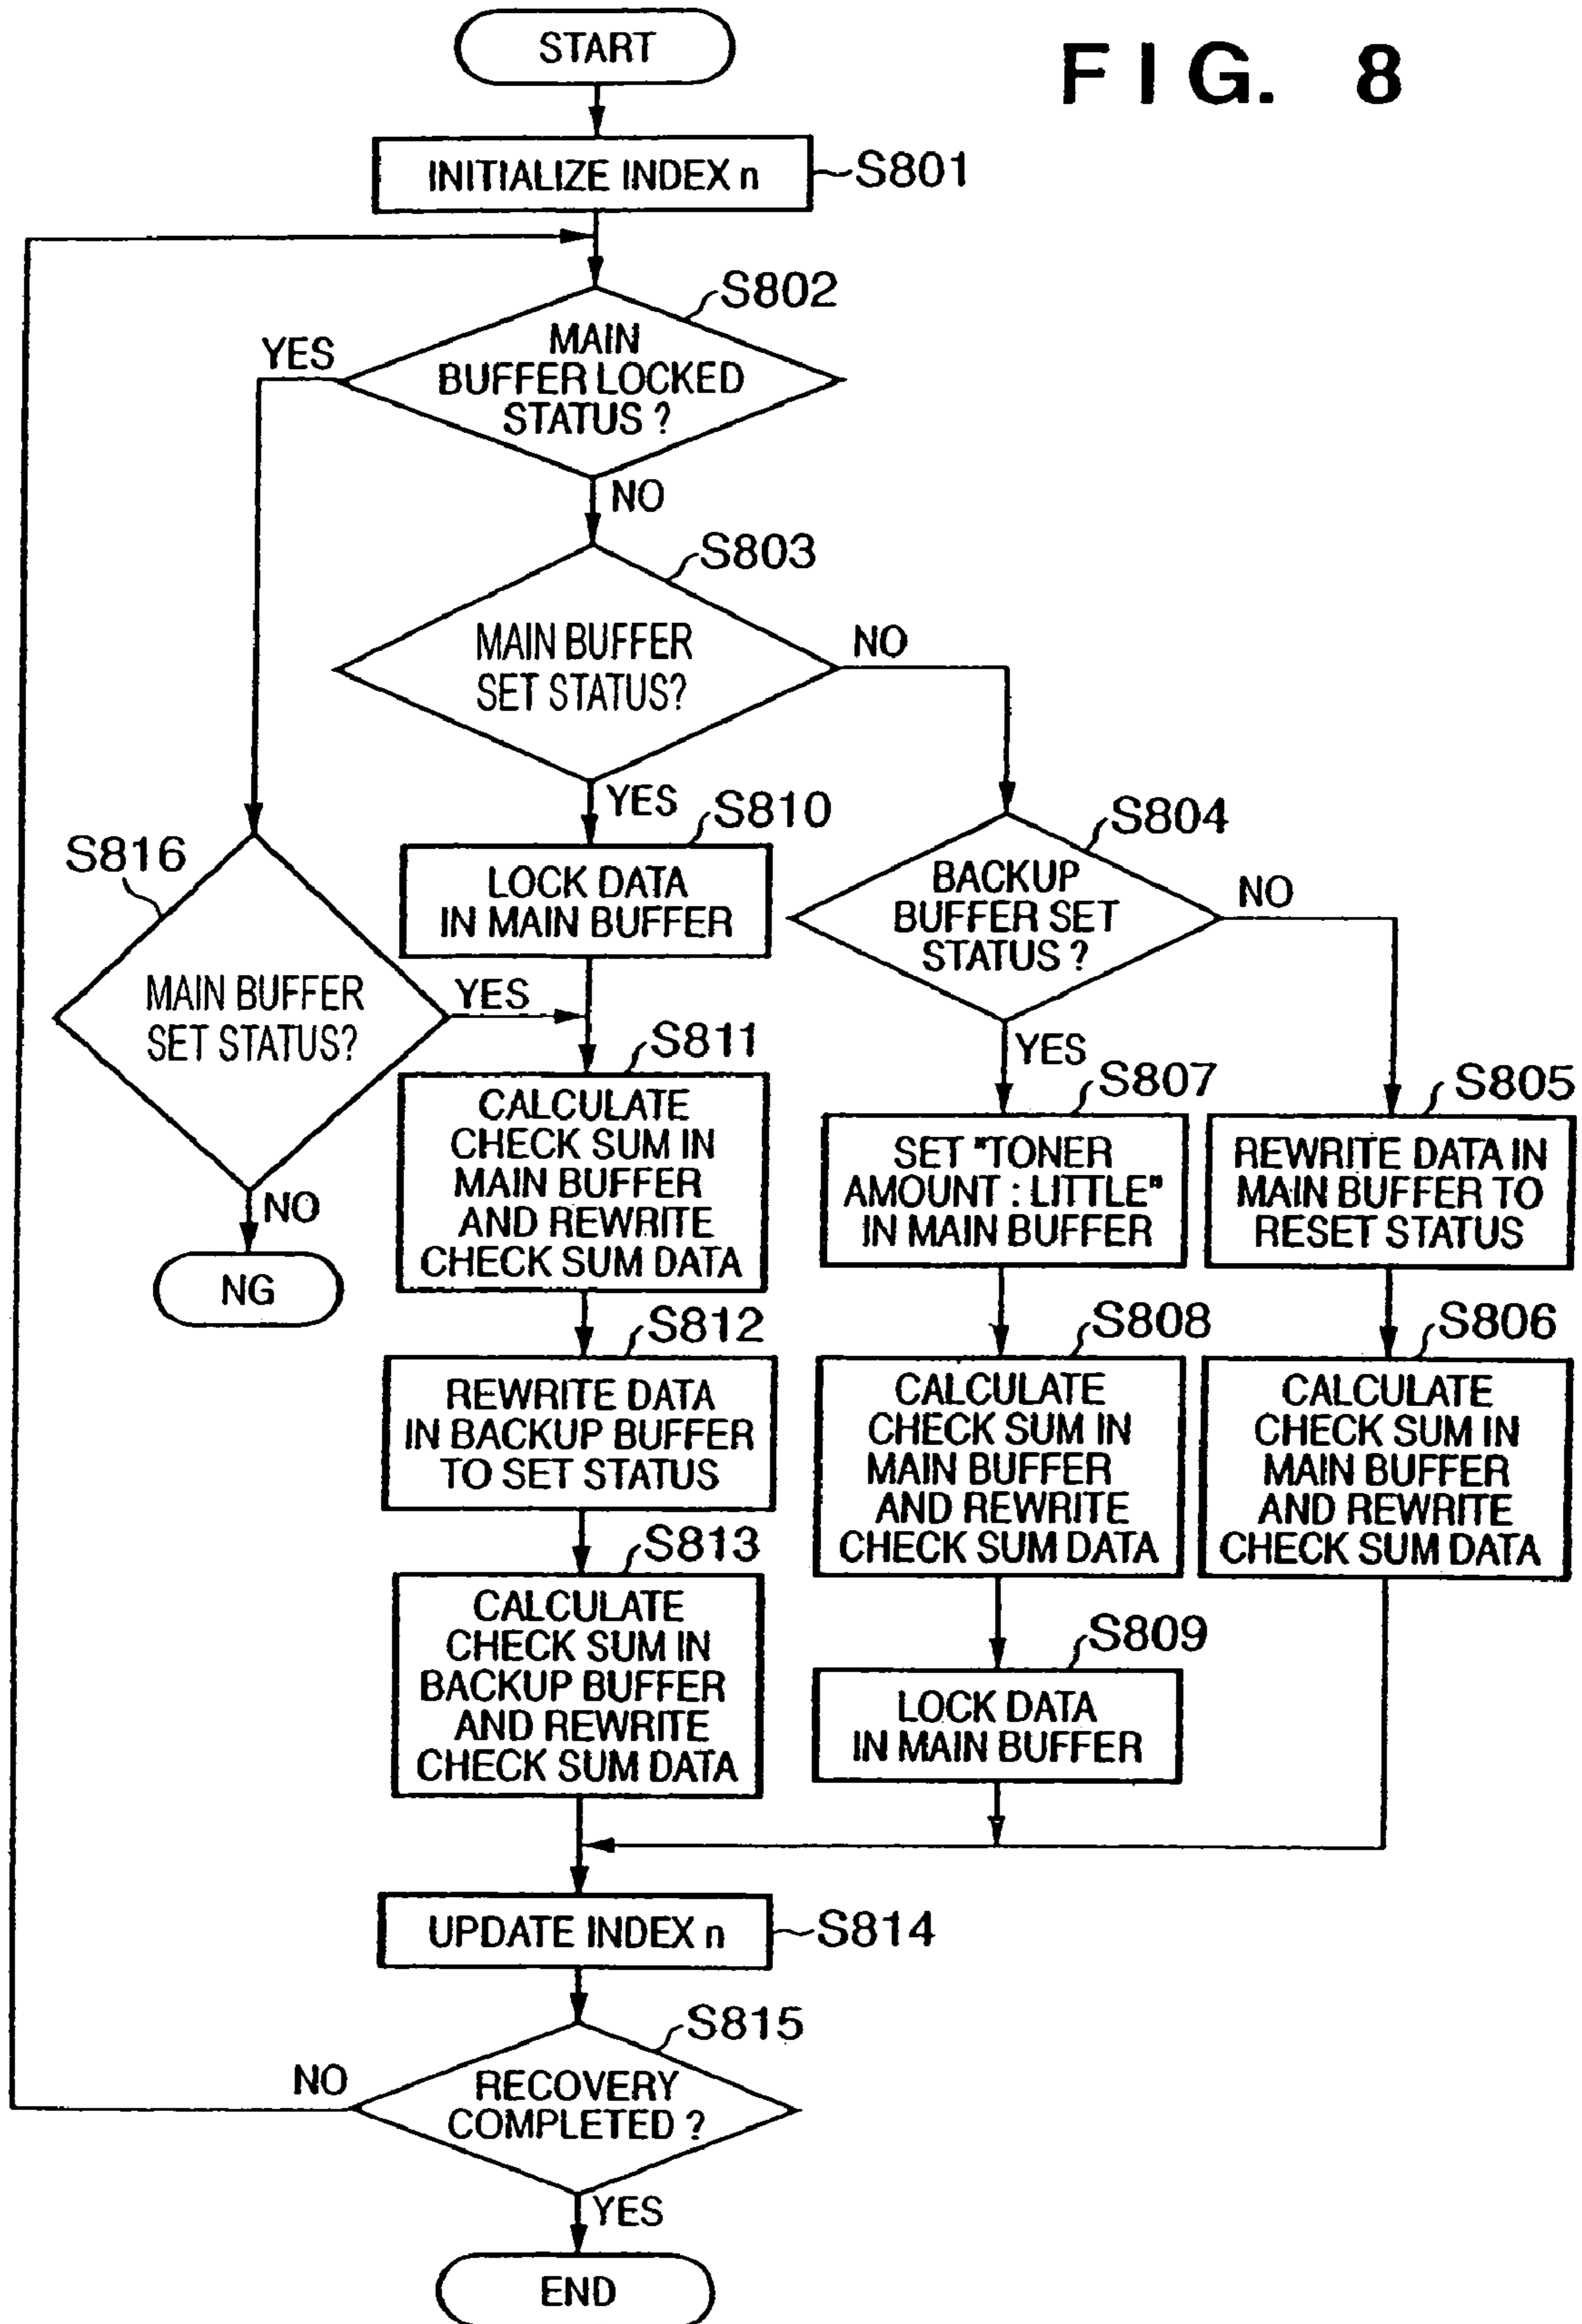 FIG. 8
START
INITIALIZE INDEX n
S801
S802
MAIN
BUFFER LOCKED
STATUS ?
YES
NO
S803
MAIN BUFFER
SET STATUS?
NO
YES
S810
LOCK DATA
IN MAIN BUFFER
S804
BACKUP
BUFFER SET
STATUS ?
NO
YES
S816
MAIN BUFFER
SET STATUS?
YES
NO
NG
S811
CALCULATE
CHECK SUM IN
MAIN BUFFER
AND REWRITE
CHECK SUM DATA
S807
SET "TONER
AMOUNT : LITTLE"
IN MAIN BUFFER
S805
REWRITE DATA IN
MAIN BUFFER TO
RESET STATUS
S812
REWRITE DATA
IN BACKUP BUFFER
TO SET STATUS
S808
CALCULATE
CHECK SUM IN
MAIN BUFFER
AND REWRITE
CHECK SUM DATA
S806
CALCULATE
CHECK SUM IN
MAIN BUFFER
AND REWRITE
CHECK SUM DATA
S813
CALCULATE
CHECK SUM IN
BACKUP BUFFER
AND REWRITE
CHECK SUM DATA
S809
LOCK DATA
IN MAIN BUFFER
UPDATE INDEX n
S814
S815
RECOVERY
COMPLETED ?
NO
YES
END